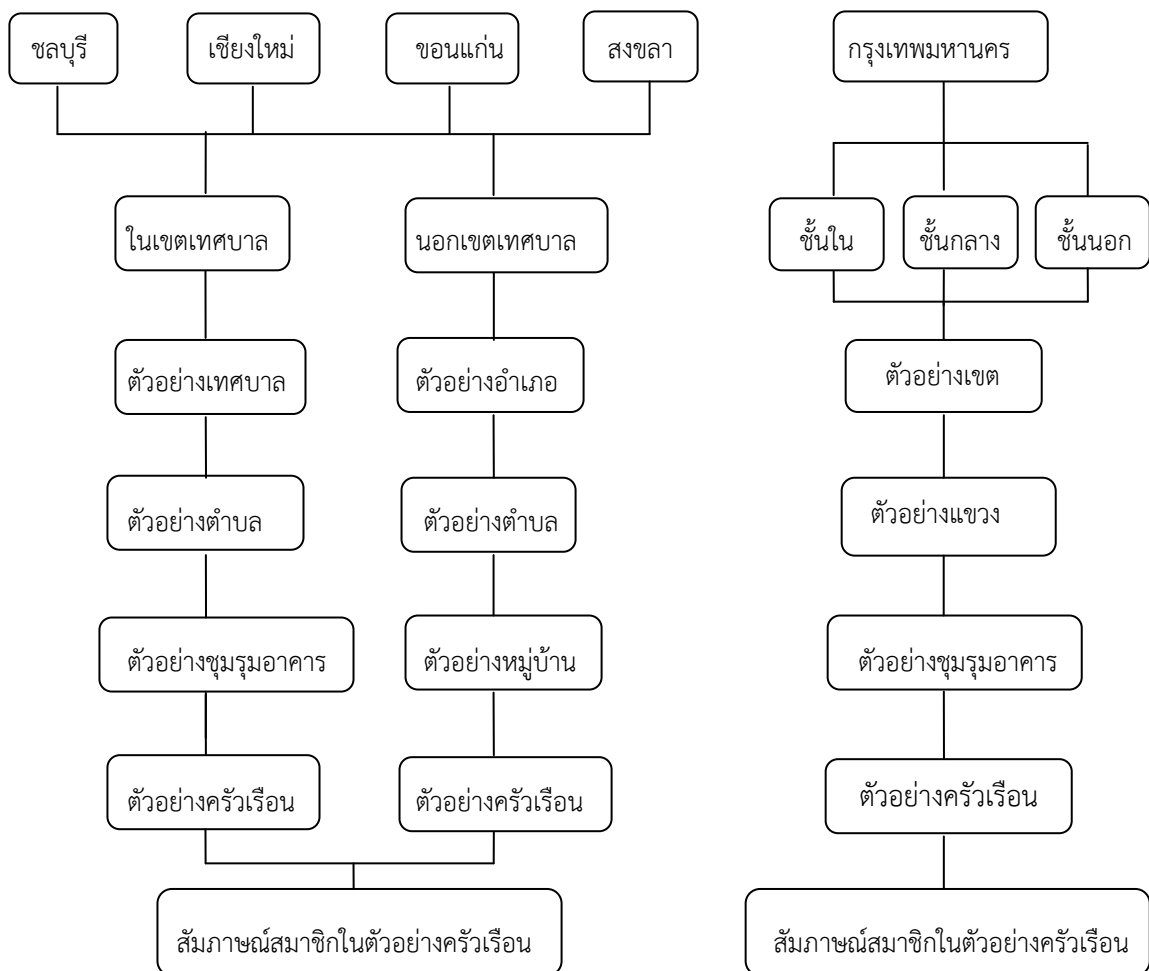 ชลบุรี เชียงใหม่ ขอนแก่น สงขลา กรุงเทพมหานคร
ในเขตเทศบาล นอกเขตเทศบาล ชั้นใน ชั้นกลาง ชั้นนอก
ตัวอย่างเทศบาล ตัวอย่างอำเภอ ตัวอย่างเขต
ตัวอย่างตำบล ตัวอย่างตำบล ตัวอย่างแขวง
ตัวอย่างชุมรุมอาคาร ตัวอย่างหมู่บ้าน ตัวอย่างชุมรุมอาคาร
ตัวอย่างครัวเรือน ตัวอย่างครัวเรือน ตัวอย่างครัวเรือน
สัมภาษณ์สมาชิกในตัวอย่างครัวเรือน สัมภาษณ์สมาชิกในตัวอย่างครัวเรือน